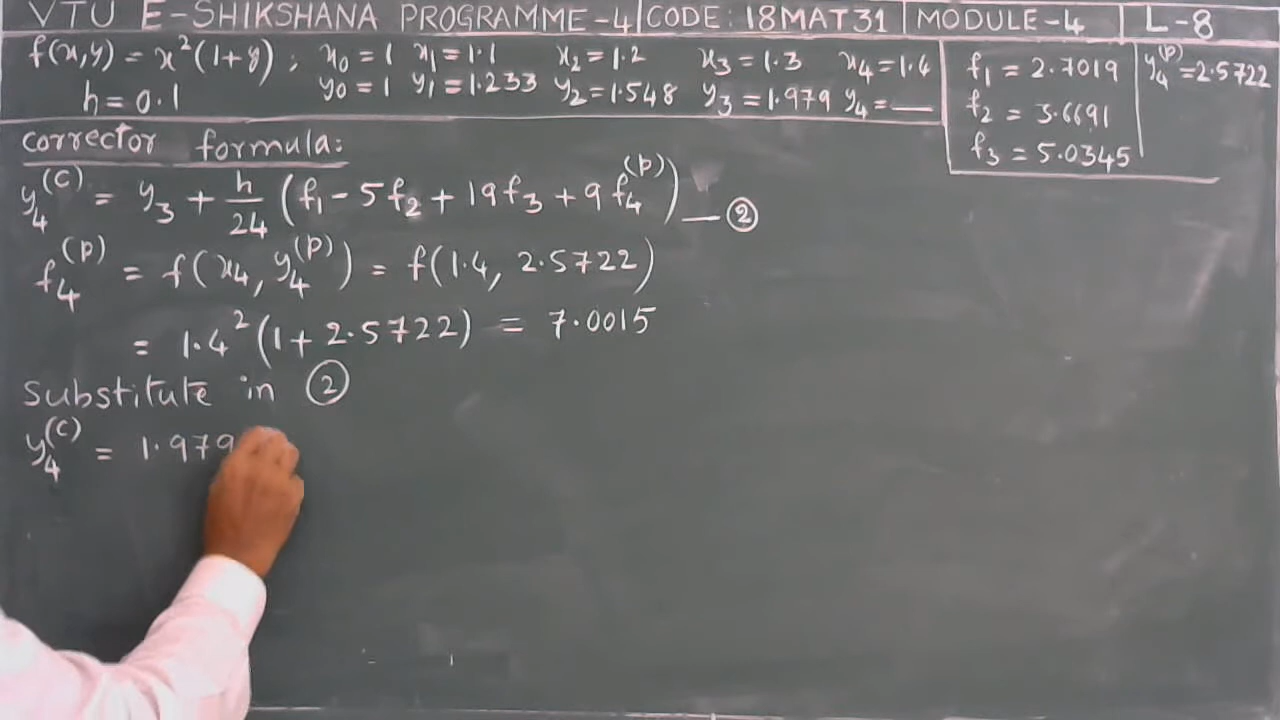 VTU E-SHIKSHANA PROGRAMME-4 CODE: 18MAT31 MODULE-4 L-8
f(x,y) = x²(1+y); x₀=1 x₁=1.1 x₂=1.2 x₃=1.3 x₄=1.4
h=0.1 y₀=1 y₁=1.233 y₂=1.548 y₃=1.979 y₄=—
f₁ = 2.7019
f₂ = 3.6691
f₃ = 5.0345
y₄⁽ᵖ⁾=2.5722
corrector formula:
y₄⁽ᶜ⁾ = y₃ + h/24 (f₁ - 5f₂ + 19f₃ + 9f₄⁽ᵖ⁾) — ②
f₄⁽ᵖ⁾ = f(x₄, y₄⁽ᵖ⁾) = f(1.4, 2.5722)
= 1.4²(1+2.5722) = 7.0015
Substitute in ②
y₄⁽ᶜ⁾ = 1.979